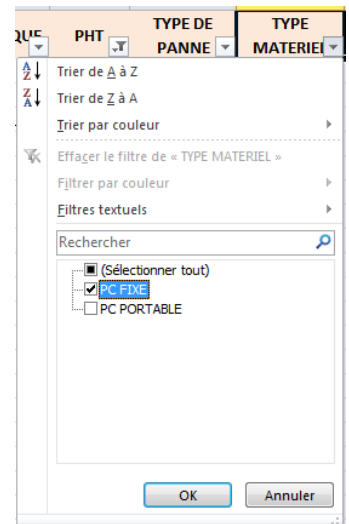 QUE
PHT
TYPE DE PANNE
TYPE MATERIEL
Trier de A à Z
Trier de Z à A
Trier par couleur
Effacer le filtre de « TYPE MATERIEL »
Filtrer par couleur
Filtres textuels
Rechercher
(Sélectionner tout)
PC FIXE
PC PORTABLE
OK Annuler